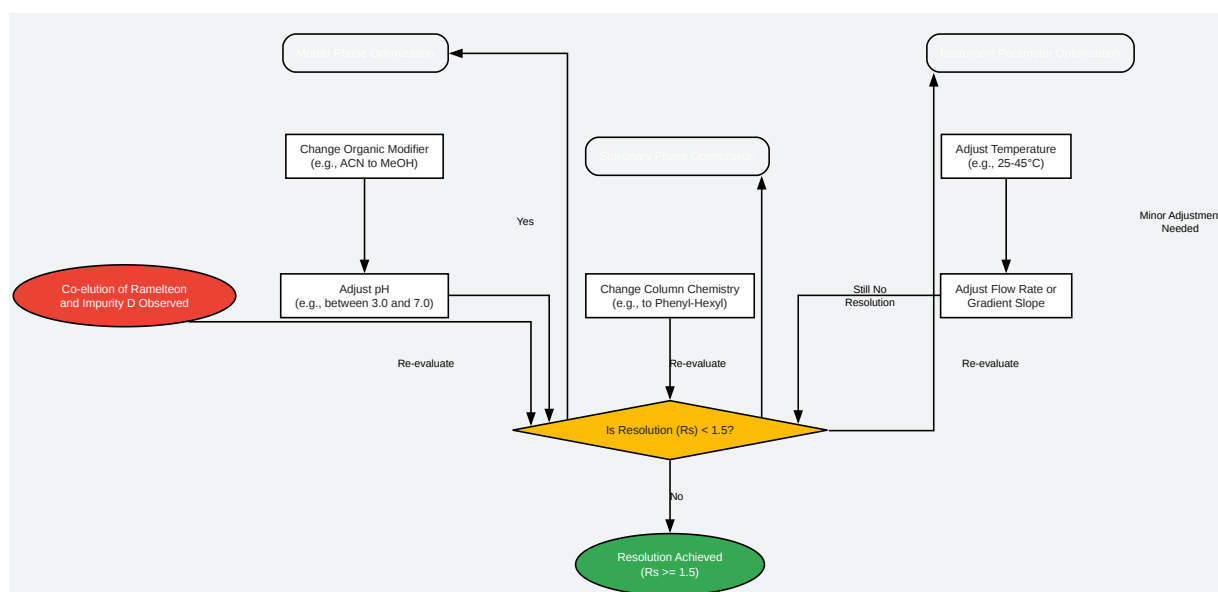 Mobile Phase Optimization
Instrument Parameter Optimization
Change Organic Modifier
(e.g., ACN to MeOH)
Stationary Phase Optimization
Adjust Temperature
(e.g., 25-45°C)
Yes
Minor Adjustmen
Needed
Co-elution of Ramelteon
and Impurity D Observed
Adjust pH
(e.g., between 3.0 and 7.0)
Change Column Chemistry
(e.g., to Phenyl-Hexyl)
Still No
Resolution
Adjust Flow Rate or
Gradient Slope
Re-evaluate
Re-evaluate
Re-evaluate
Is Resolution (Rs) < 1.5?
No
Resolution Achieved
(Rs >= 1.5)